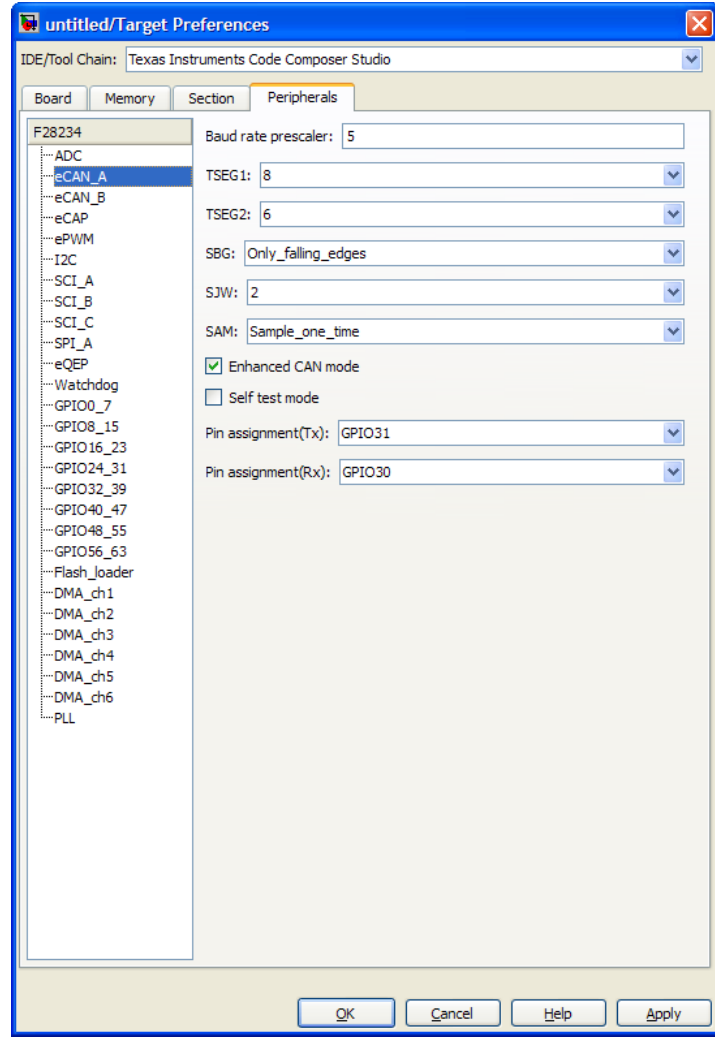 untitled/Target Preferences
IDE/Tool Chain: Texas Instruments Code Composer Studio
Board Memory Section Peripherals
F28234
ADC
eCAN_A
eCAN_B
eCAP
ePWM
I2C
SCI_A
SCI_B
SCI_C
SPI_A
eQEP
Watchdog
GPIO0_7
GPIO8_15
GPIO16_23
GPIO24_31
GPIO32_39
GPIO40_47
GPIO48_55
GPIO56_63
Flash_loader
DMA_ch1
DMA_ch2
DMA_ch3
DMA_ch4
DMA_ch5
DMA_ch6
PLL
Baud rate prescaler: 5
TSEG1: 8
TSEG2: 6
SBG: Only_falling_edges
SJW: 2
SAM: Sample_one_time
Enhanced CAN mode
Self test mode
Pin assignment(Tx): GPIO31
Pin assignment(Rx): GPIO30
OK Cancel Help Apply